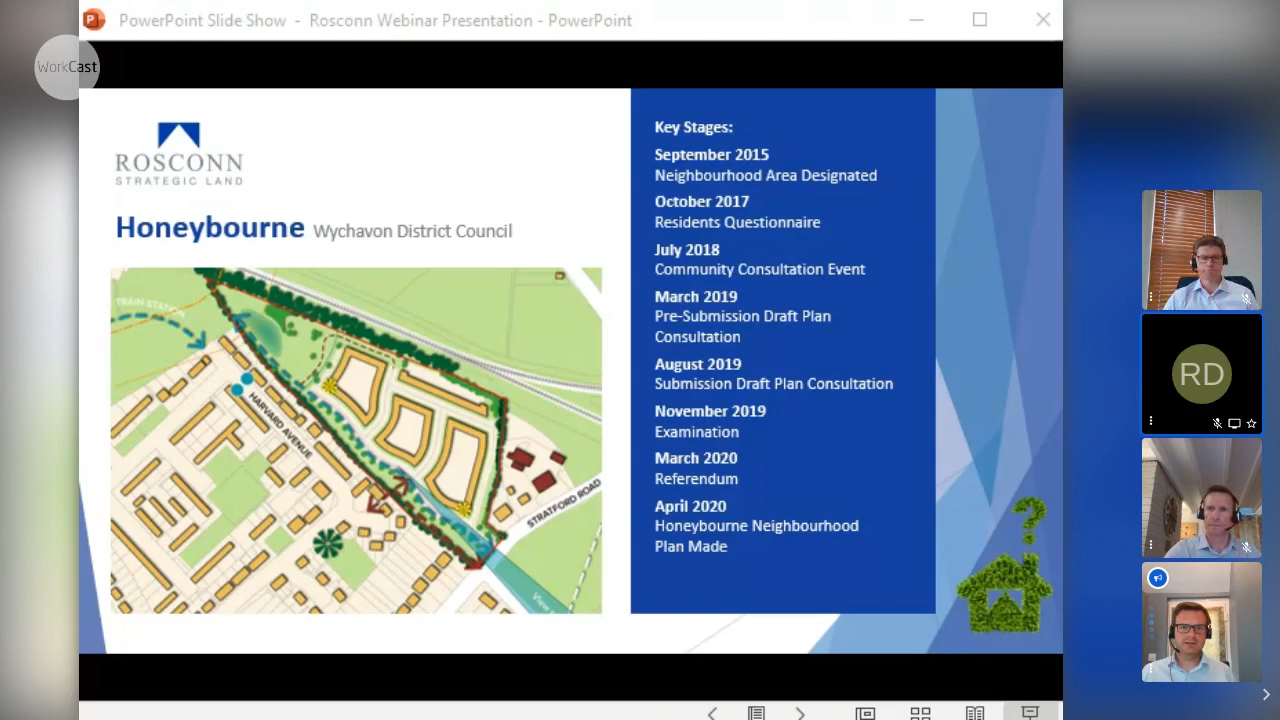 PowerPoint Slide Show - Rosconn Webinar Presentation - PowerPoint
WorkCast
ROSCONN
STRATEGIC LAND
Honeybourne Wychavon District Council
TRAIN STATION
HARVARD AVENUE
STRATFORD ROAD
View
Key Stages:
September 2015
Neighbourhood Area Designated
October 2017
Residents Questionnaire
July 2018
Community Consultation Event
March 2019
Pre-Submission Draft Plan
Consultation
August 2019
Submission Draft Plan Consultation
November 2019
Examination
March 2020
Referendum
April 2020
Honeybourne Neighbourhood
Plan Made
?
RD